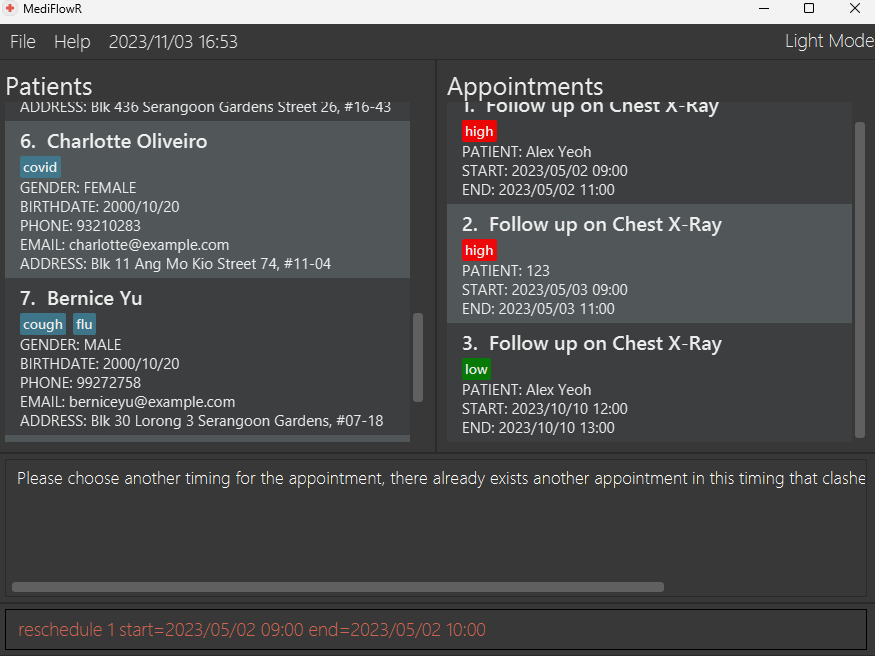 MediFlowR
File Help 2023/11/03 16:53 Light Mode
Patients
ADDRESS: Blk 436 Serangoon Gardens Street 26, #16-43
6. Charlotte Oliveiro
covid
GENDER: FEMALE
BIRTHDATE: 2000/10/20
PHONE: 93210283
EMAIL: charlotte@example.com
ADDRESS: Blk 11 Ang Mo Kio Street 74, #11-04
7. Bernice Yu
cough flu
GENDER: MALE
BIRTHDATE: 2000/10/20
PHONE: 99272758
EMAIL: berniceyu@example.com
ADDRESS: Blk 30 Lorong 3 Serangoon Gardens, #07-18
Appointments
1. Follow up on Chest X-Ray
high
PATIENT: Alex Yeoh
START: 2023/05/02 09:00
END: 2023/05/02 11:00
2. Follow up on Chest X-Ray
high
PATIENT: 123
START: 2023/05/03 09:00
END: 2023/05/03 11:00
3. Follow up on Chest X-Ray
low
PATIENT: Alex Yeoh
START: 2023/10/10 12:00
END: 2023/10/10 13:00
Please choose another timing for the appointment, there already exists another appointment in this timing that clashe
reschedule 1 start=2023/05/02 09:00 end=2023/05/02 10:00